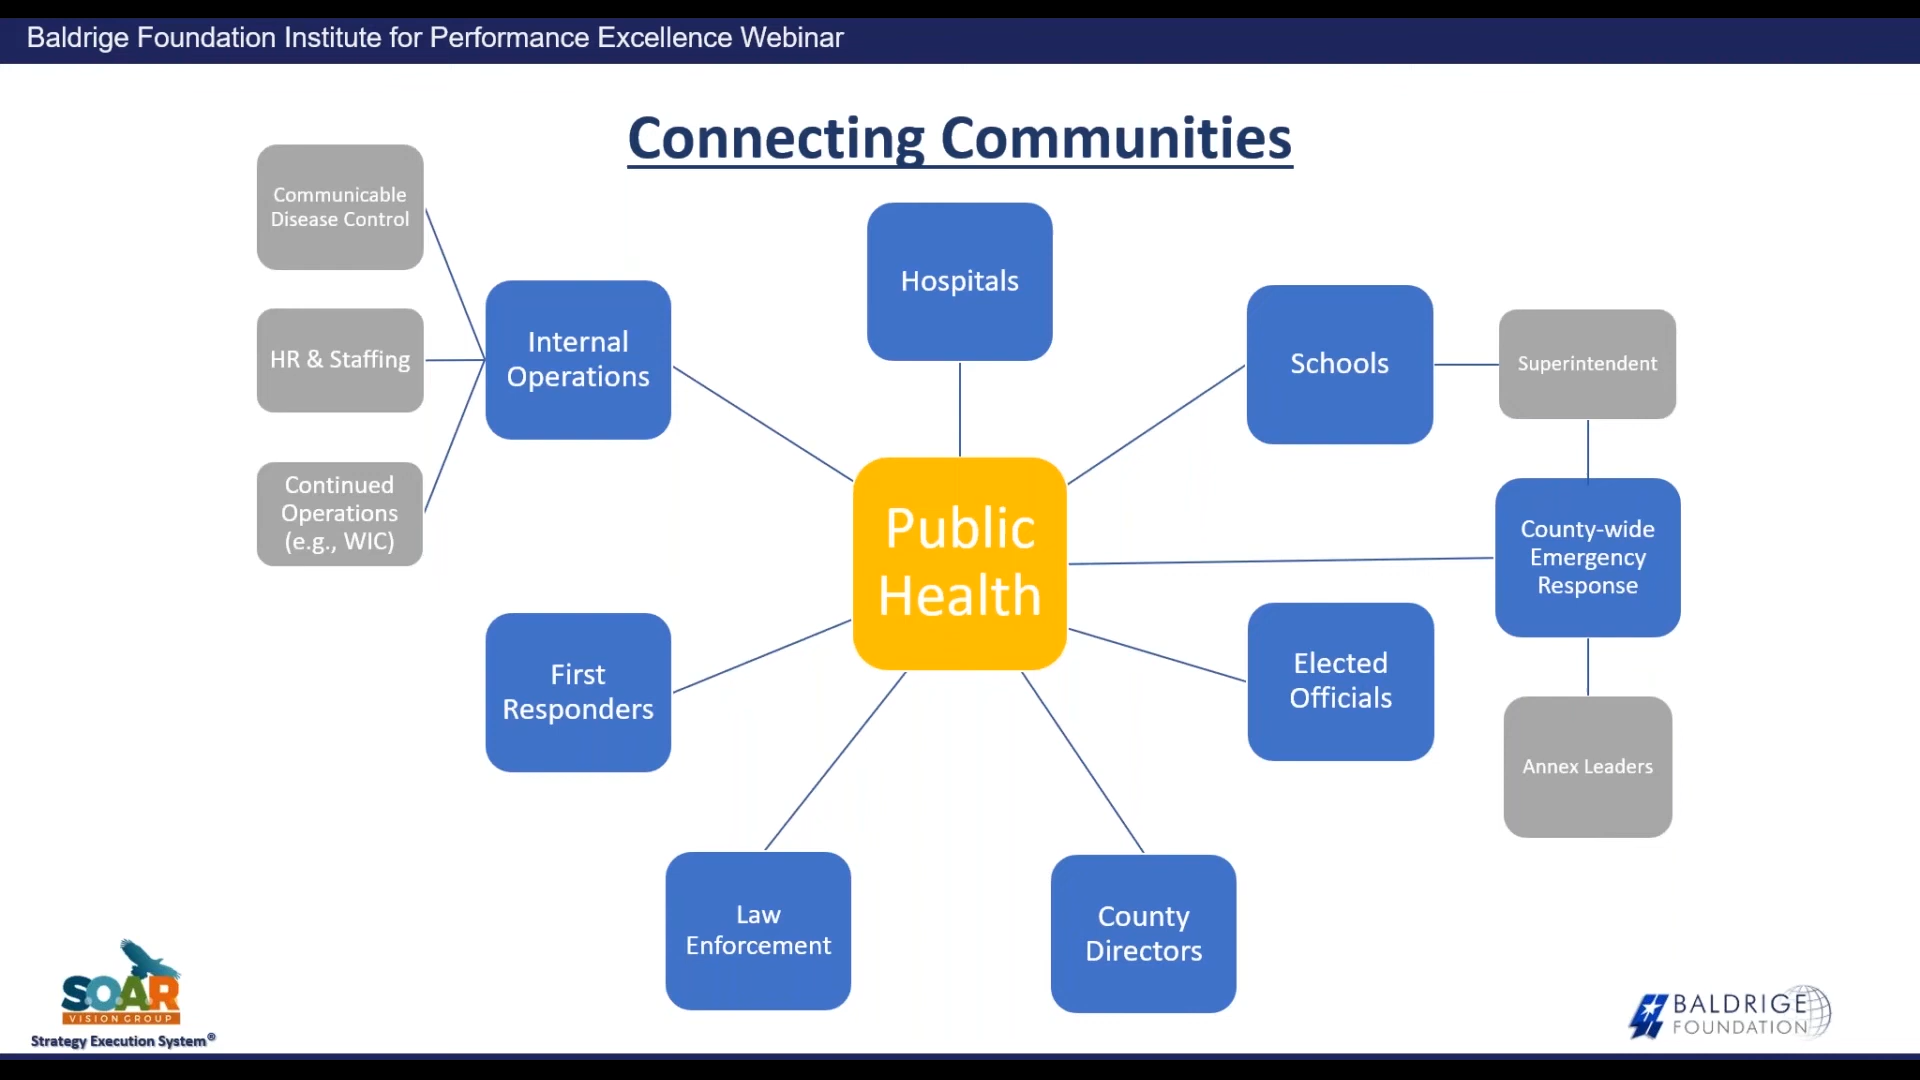 Baldrige Foundation Institute for Performance Excellence Webinar
Connecting Communities
Communicable
Disease Control
HR & Staffing
Continued
Operations
(e.g., WIC)
Internal
Operations
Hospitals
Schools
Superintendent
Public
Health
County-wide
Emergency
Response
First
Responders
Elected
Officials
Annex Leaders
Law
Enforcement
County
Directors
SOAR
VISION GROUP
Strategy Execution System®
BALDRIGE
FOUNDATION